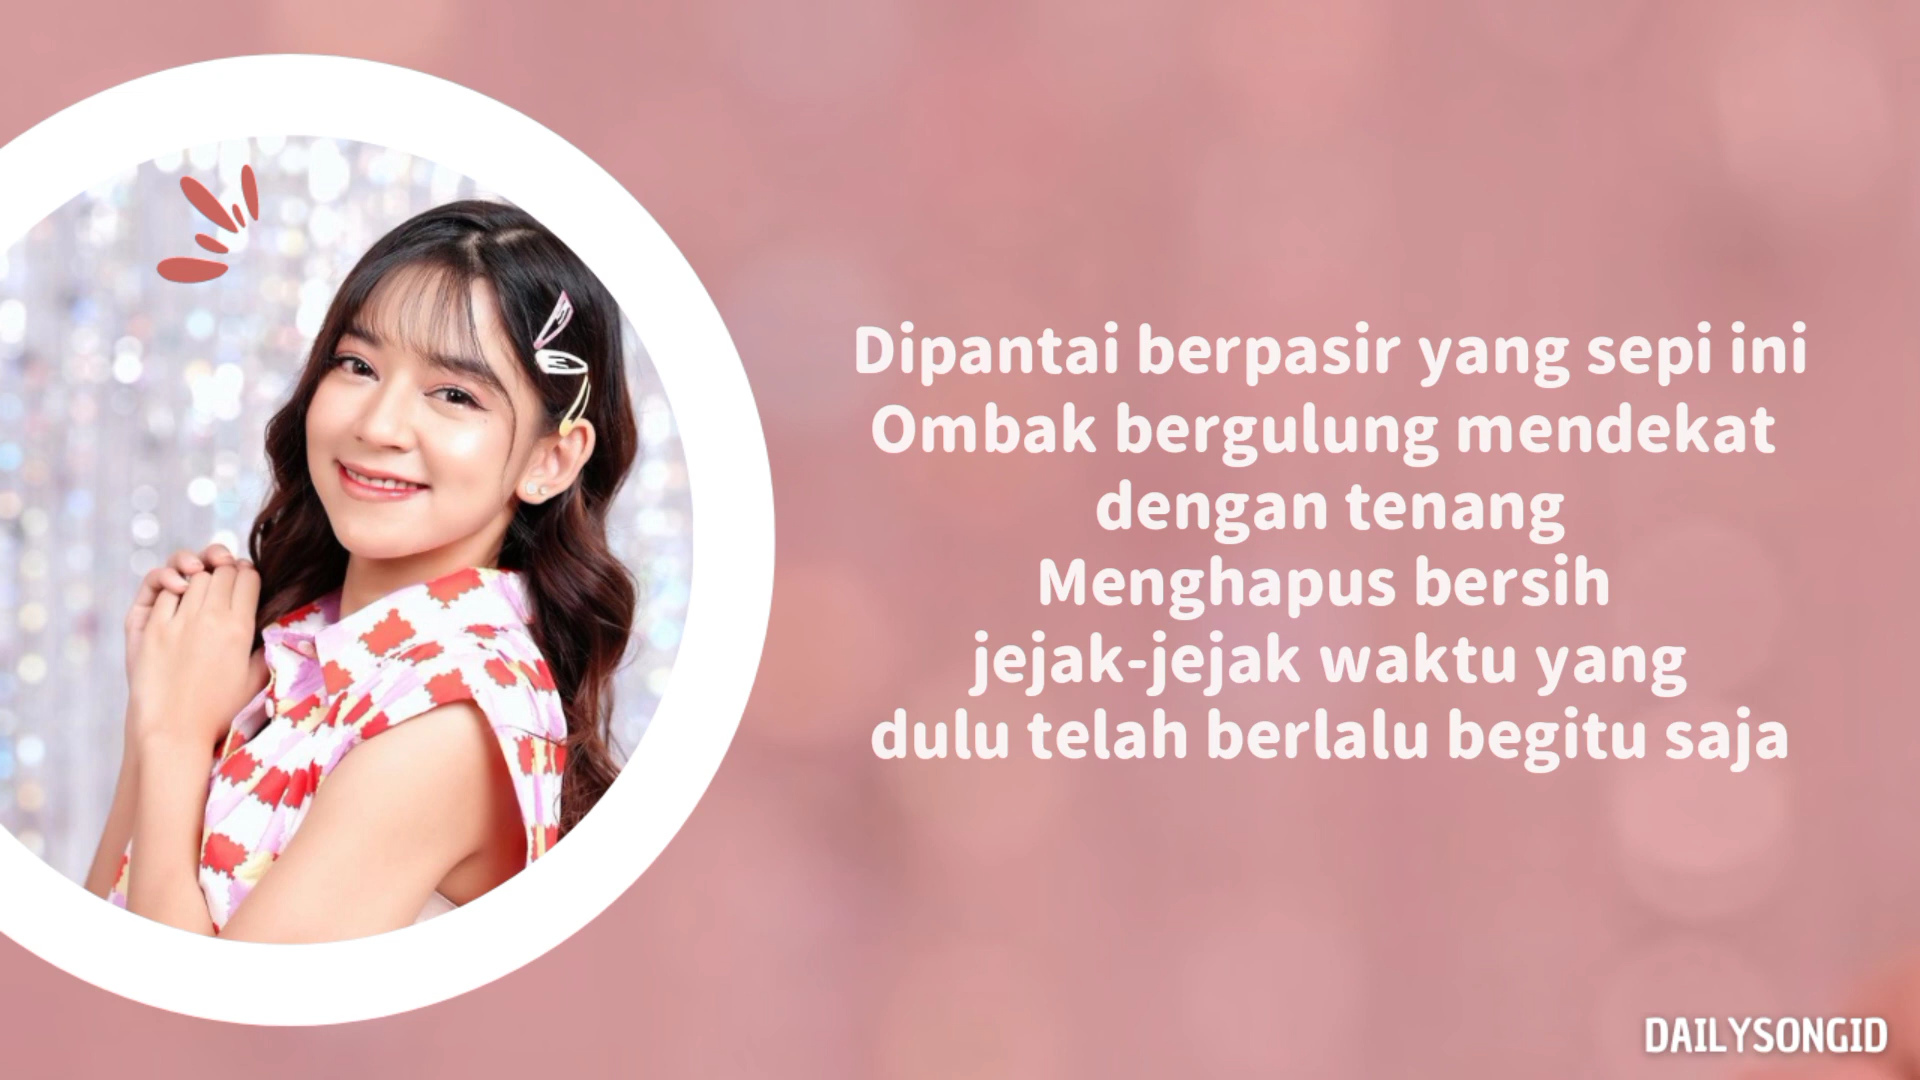 Dipantai berpasir yang sepi ini
Ombak bergulung mendekat
dengan tenang
Menghapus bersih
jejak-jejak waktu yang
dulu telah berlalu begitu saja
DAILYSONGID